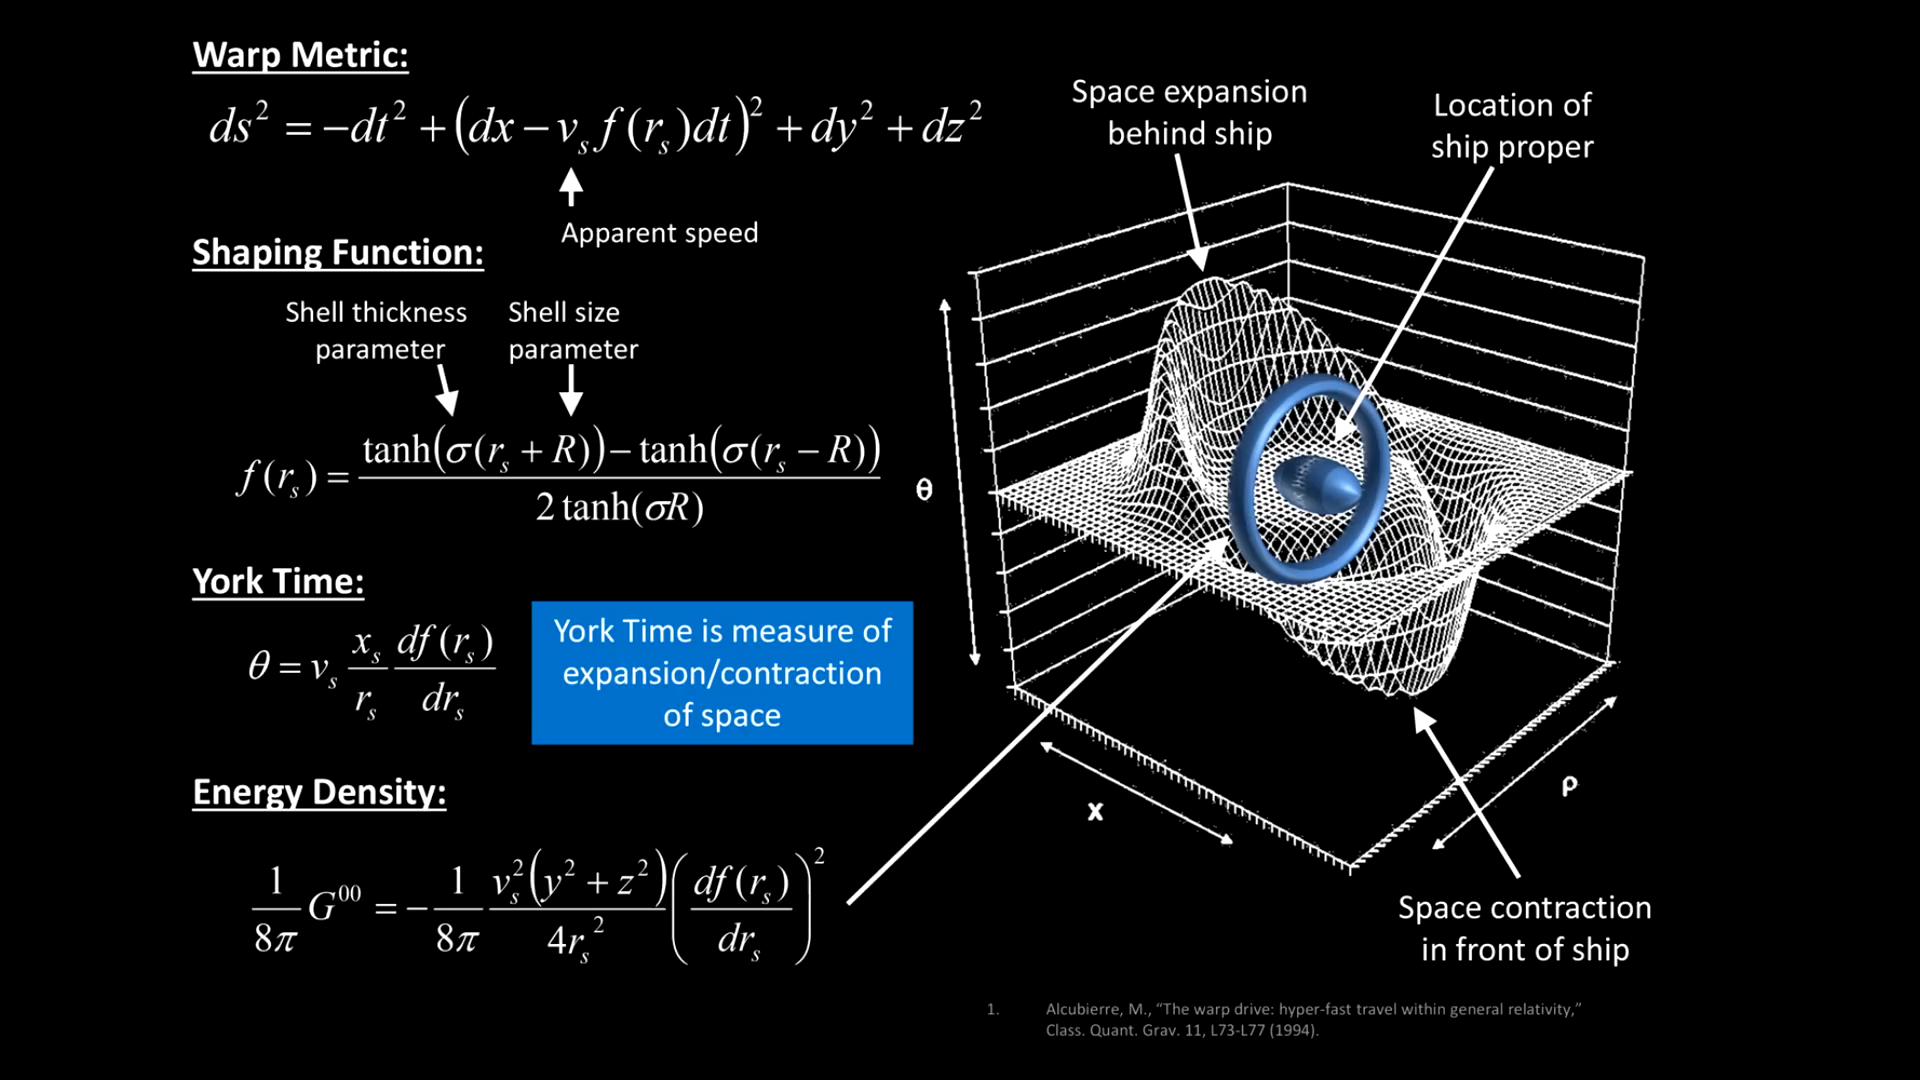 Warp Metric:
ds² = −dt² + (dx − vₛ f(rₛ)dt)² + dy² + dz²
Apparent speed
Shaping Function:
Shell thickness
parameter
Shell size
parameter
f(rₛ) = (tanh(σ(rₛ + R)) − tanh(σ(rₛ − R))) / (2 tanh(σR))
York Time:
θ = vₛ (xₛ / rₛ) (df(rₛ) / drₛ)
York Time is measure of
expansion/contraction
of space
Energy Density:
(1 / 8π) G⁰⁰ = −(1 / 8π) (vₛ²(y² + z²) / 4rₛ²) (df(rₛ) / drₛ)²
Space expansion
behind ship
Location of
ship proper
θ
x
ρ
Space contraction
in front of ship
1. Alcubierre, M., “The warp drive: hyper-fast travel within general relativity,”
Class. Quant. Grav. 11, L73-L77 (1994).